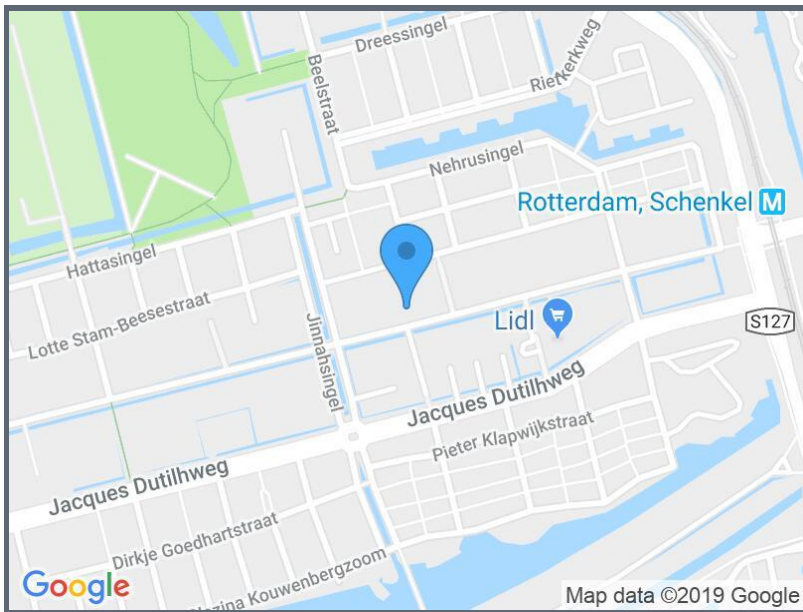 Dreessingel
Beelstraat
Rietkerkweg
Nehrusingel
Rotterdam, Schenkel M
Hattasingel
Lotte Stam-Beesestraat
Jinnahsingel
Lidl
S127
Jacques Dutilhweg
Pieter Klapwijkstraat
Jacques Dutilhweg
Dirkje Goedhartstraat
Kouwenbergzoom
Google
Map data ©2019 Google